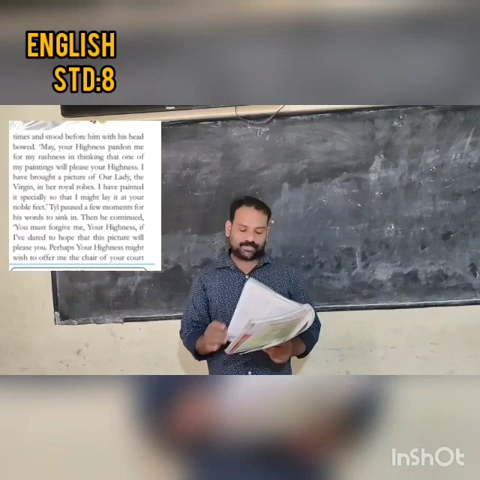 ENGLISH
STD:8
times and stood before him with his head
bowed. 'May, your Highness pardon me
for my rashness in thinking that one of
my paintings will please your Highness. I
have brought a picture of Our Lady, the
Virgin, in her royal robes. I have painted
it specially so that I might lay it at your
noble feet.' Tyl paused a few moments for
his words to sink in. Then he continued,
'You must forgive me, Your Highness, if
I've dared to hope that this picture will
please you. Perhaps Your Highness might
wish to offer me the chair of your court
InShOt